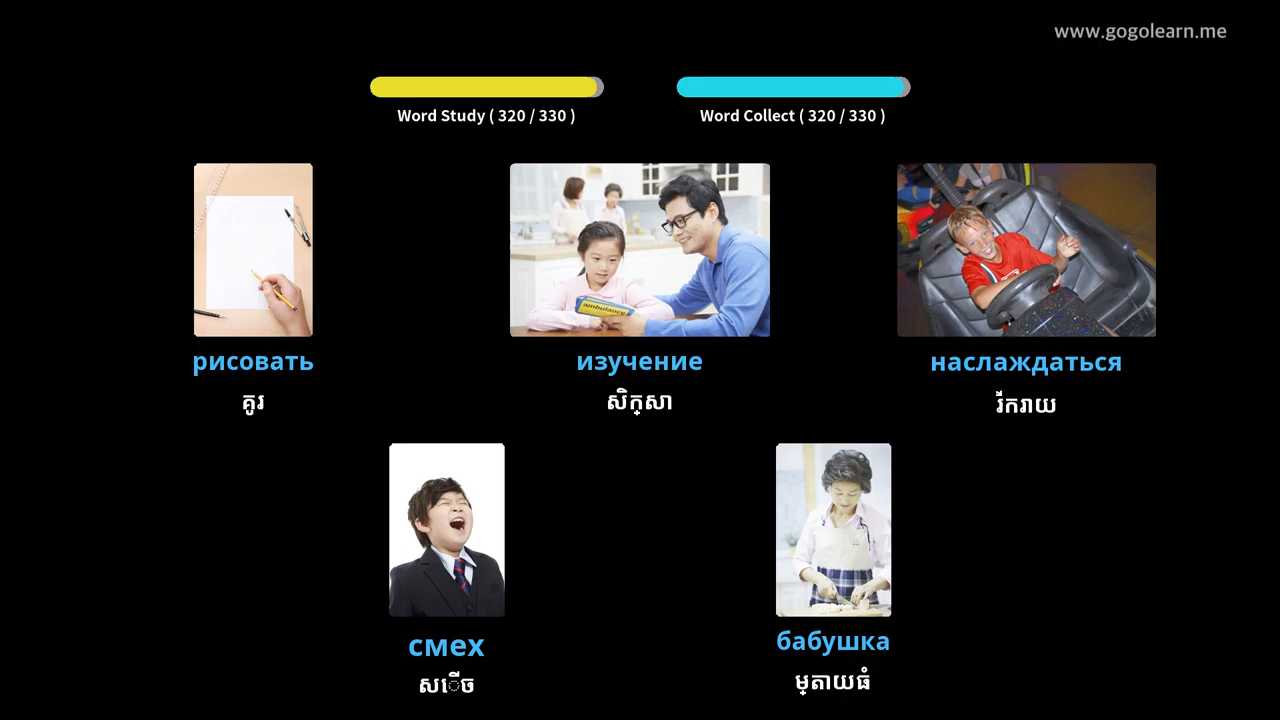 www.gogolearn.me
Word Study ( 320 / 330 )
Word Collect ( 320 / 330 )
ambulance
рисовать
изучение
наслаждаться
គូរ
សិក្សា
រីករាយ
смех
бабушка
សើច
ម្តាយធំ